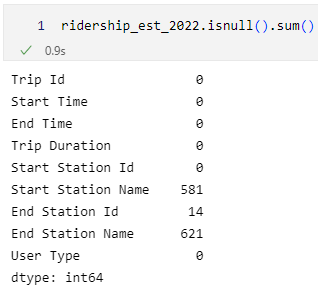 1 ridership_est_2022.isnull().sum()
✓ 0.9s
Trip Id 0
Start Time 0
End Time 0
Trip Duration 0
Start Station Id 0
Start Station Name 581
End Station Id 14
End Station Name 621
User Type 0
dtype: int64